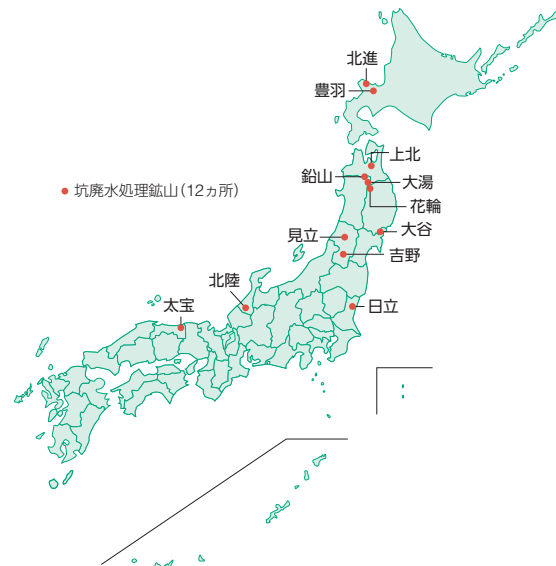 北進
豊羽
上北
鉛山
大湯
坑廃水処理鉱山(12ヵ所)
花輪
大谷
見立
吉野
北陸
太宝
日立